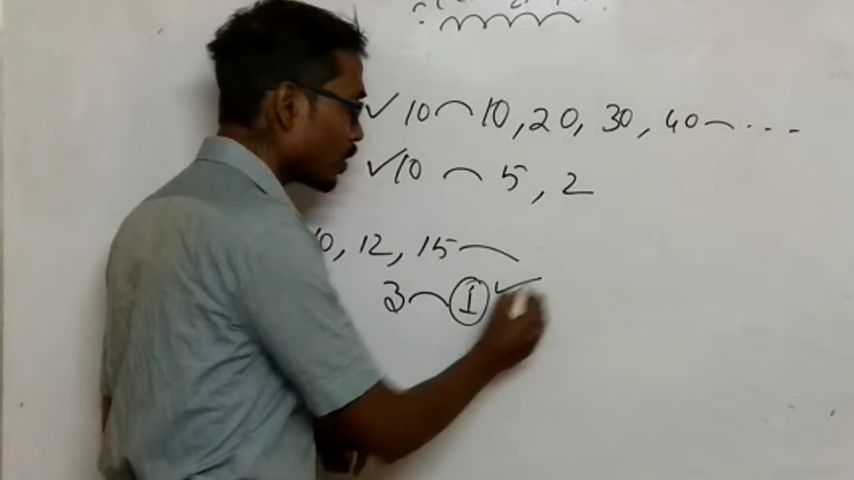 ✓10⌒10, 20, 30, 40⌒...
✓10⌒5, 2
0, 12, 15⌒
3⌒1✓